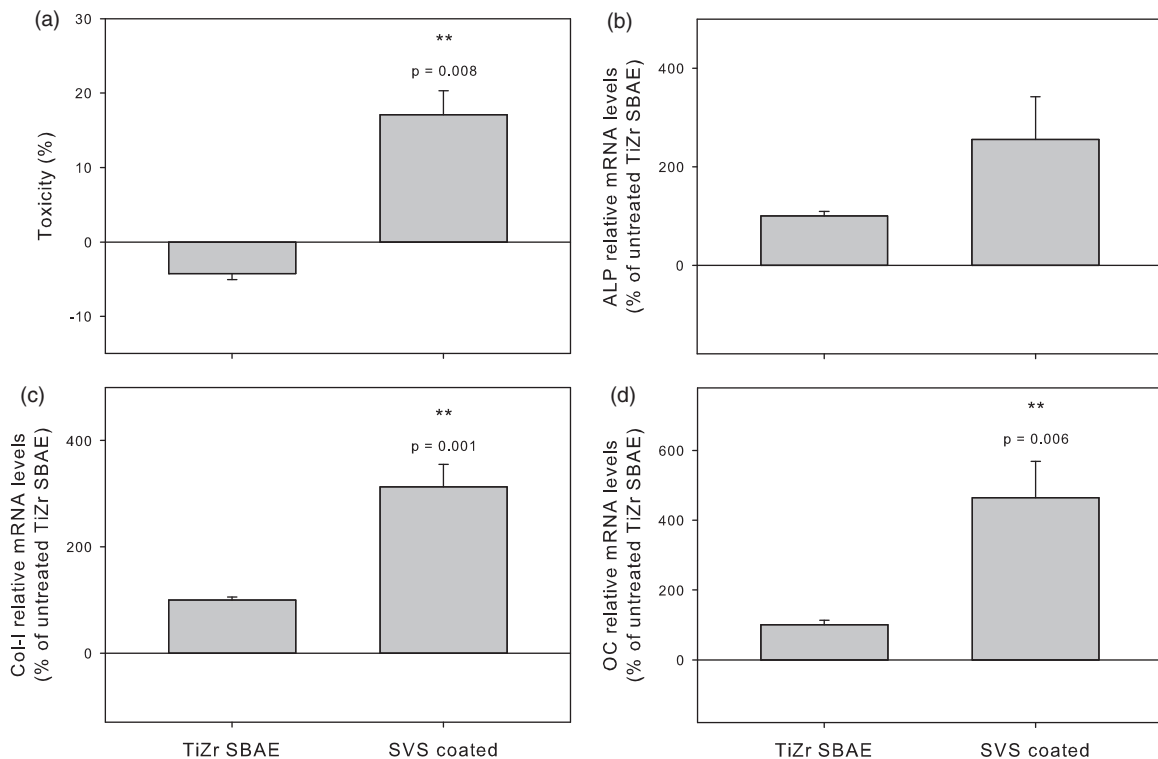 (a)
30
20
10
0
-10
Toxicity (%)
**
p = 0.008
(b)
400
200
0
ALP relative mRNA levels
(% of untreated TiZr SBAE)
(c)
400
200
0
Col-I relative mRNA levels
(% of untreated TiZr SBAE)
**
p = 0.001
TiZr SBAE
SVS coated
(d)
600
400
200
0
OC relative mRNA levels
(% of untreated TiZr SBAE)
**
p = 0.006
TiZr SBAE
SVS coated